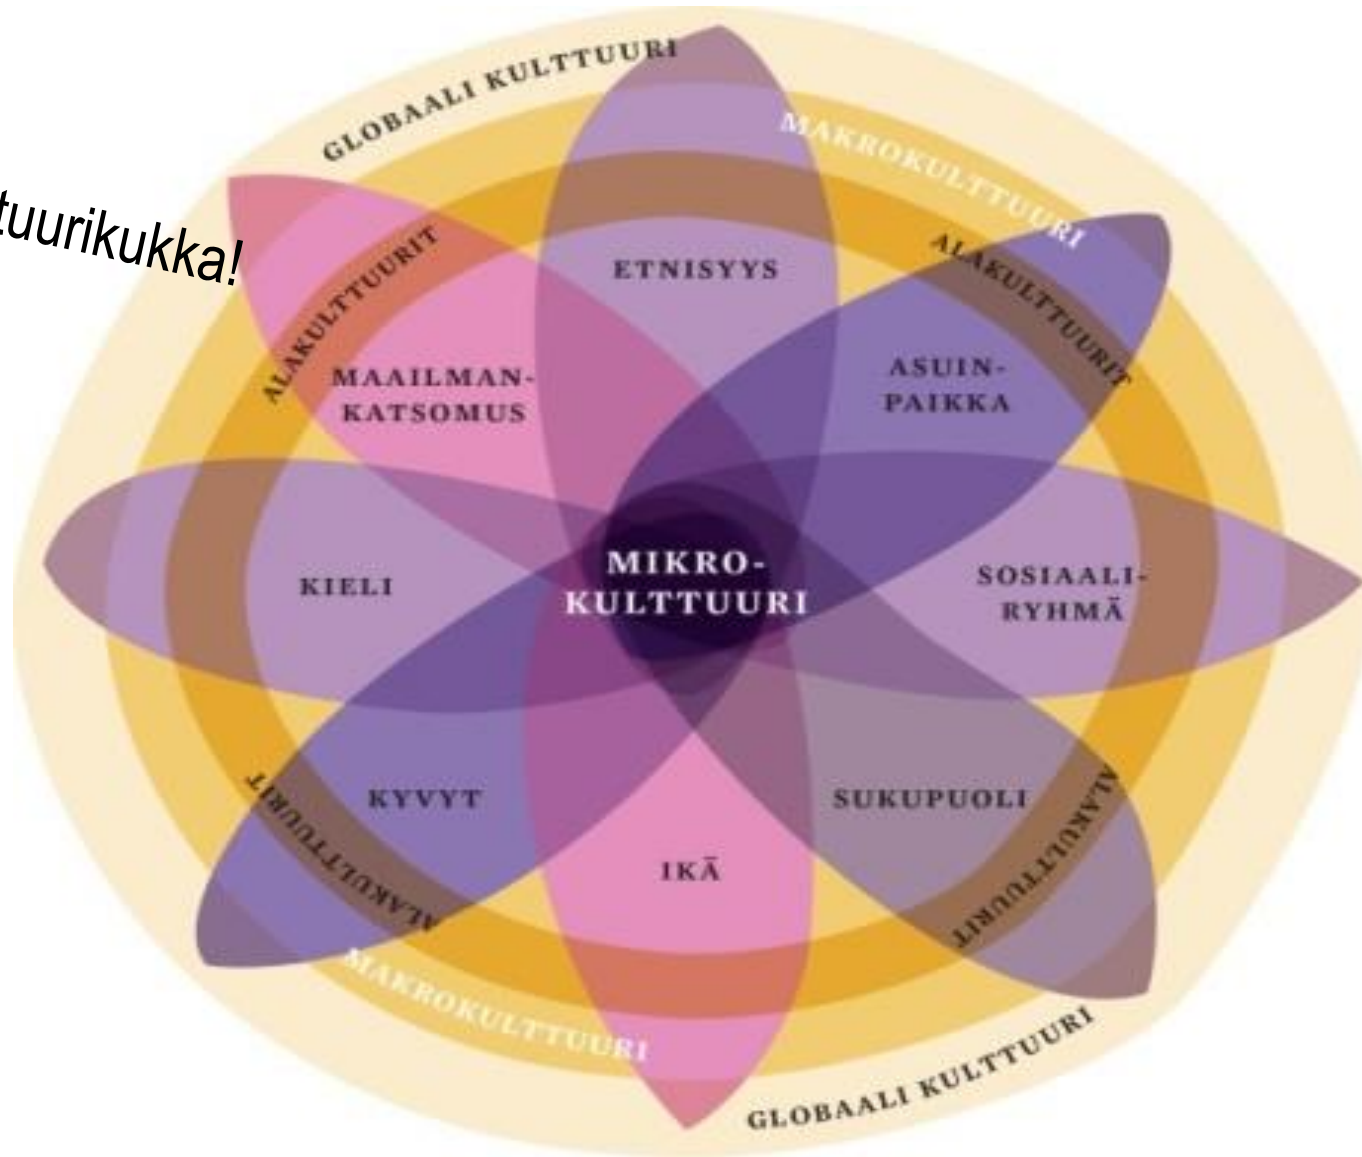 GLOBAALI KULTTUURI
MAKROKULTTUURI
tuurikukka!
ALAKULTTUURIT
ALAKULTTUURIT
ETNISYYS
MAAILMAN-
KATSOMUS
ASUIN-
PAIKKA
MIKRO-
KULTTUURI
KIELI
SOSIAALI-
RYHMÄ
KYVYT
SUKUPUOLI
IKÄ
ALAKULTTUURIT
ALAKULTTUURIT
MAKROKULTTUURI
GLOBAALI KULTTUURI